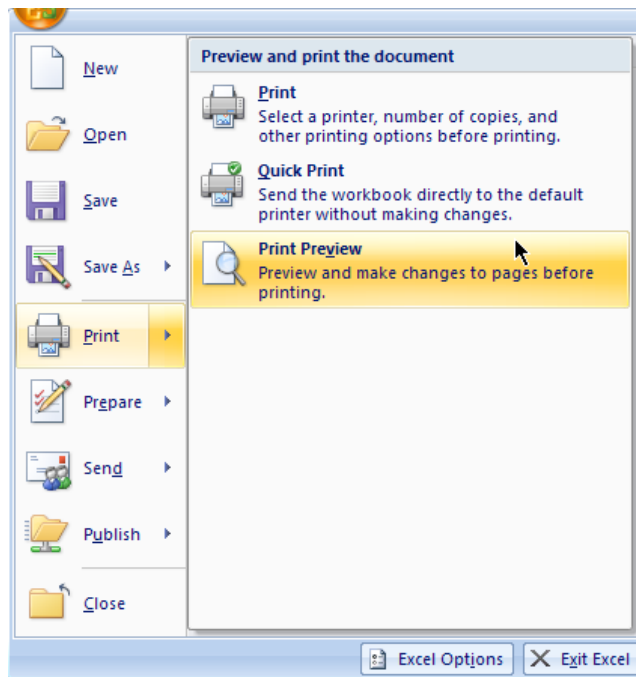 New
Open
Save
Save As
Print
Prepare
Send
Publish
Close
Preview and print the document
Print
Select a printer, number of copies, and
other printing options before printing.
Quick Print
Send the workbook directly to the default
printer without making changes.
Print Preview
Preview and make changes to pages before
printing.
Excel Options
Exit Excel